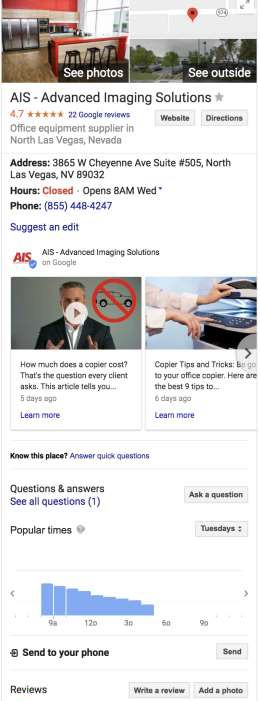 See photos
See outside
AIS - Advanced Imaging Solutions
4.7 22 Google reviews
Office equipment supplier in
North Las Vegas, Nevada
Website
Directions
Address: 3865 W Cheyenne Ave Suite #505, North
Las Vegas, NV 89032
Hours: Closed · Opens 8AM Wed
Phone: (855) 448-4247
Suggest an edit
AIS
AIS - Advanced Imaging Solutions
on Google
How much does a copier cost?
That's the question every client
asks. This article tells you...
5 days ago
Learn more
Copier Tips and Tricks: Be go
to your office copier. Here are
the best 9 tips to...
6 days ago
Learn more
Know this place? Answer quick questions
Questions & answers
See all questions (1)
Ask a question
Popular times
Tuesdays
9a 12p 3p 6p 9p
Send to your phone
Send
Reviews
Write a review
Add a photo